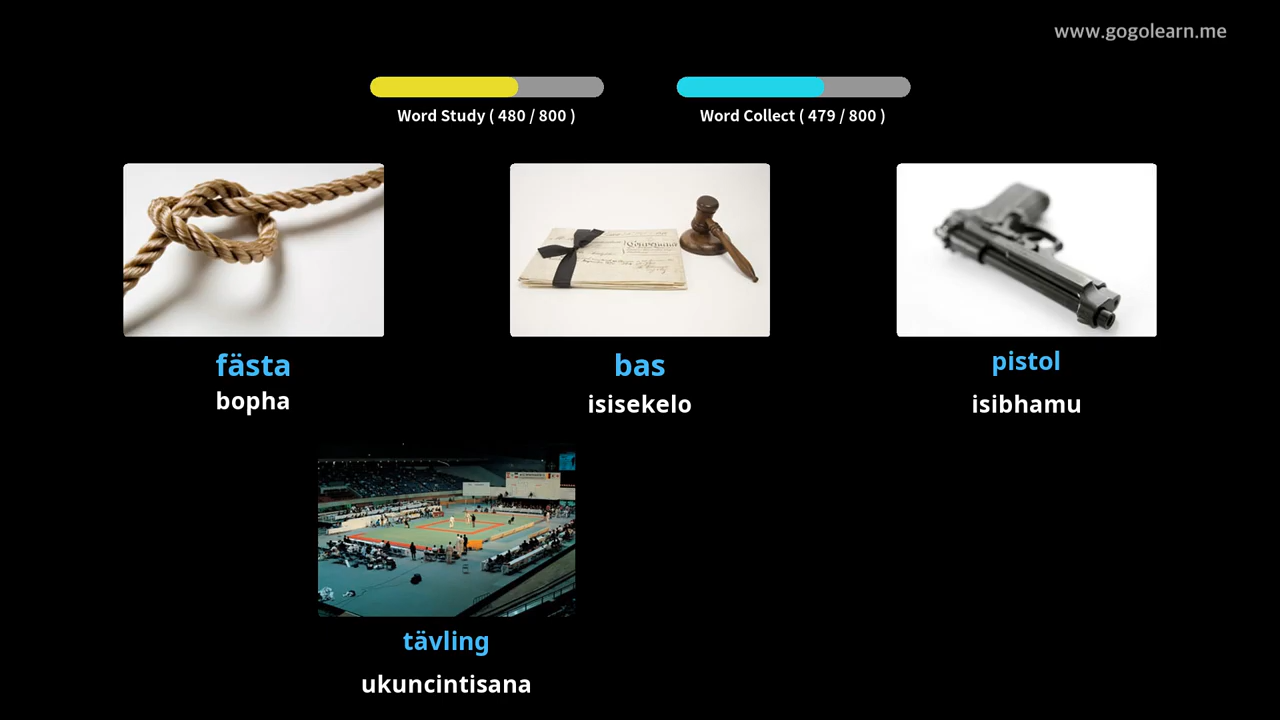 www.gogolearn.me
Word Study ( 480 / 800 )
Word Collect ( 479 / 800 )
fästa
bopha
bas
isisekelo
pistol
isibhamu
tävling
ukuncintisana